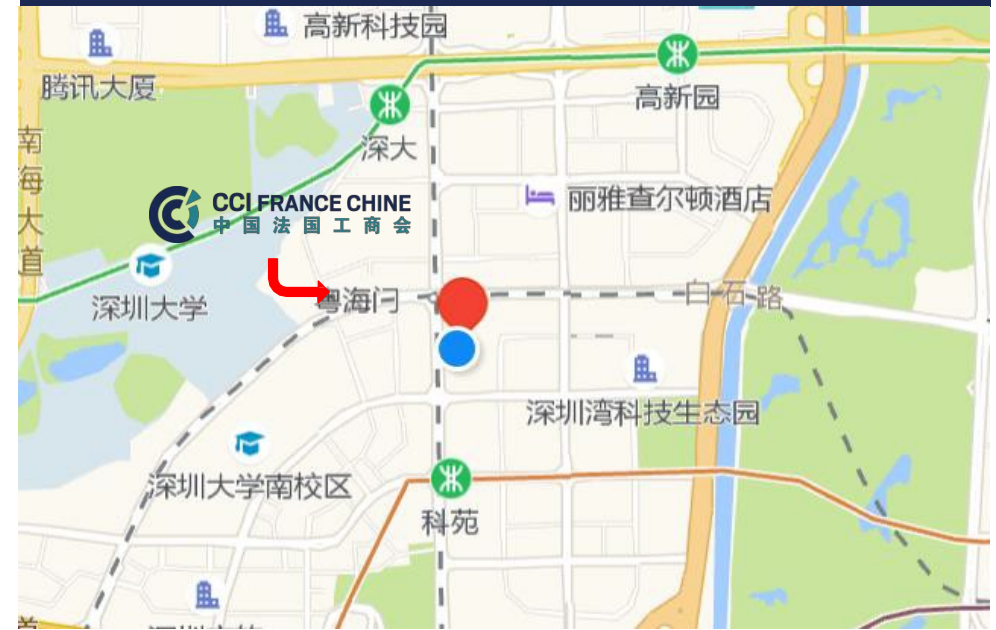 高新科技园
腾讯大厦
高新园
深大
南海大道
CCI FRANCE CHINE
中国法国工商会
丽雅查尔顿酒店
深圳大学
粤海门
白石路
深圳湾科技生态园
深圳大学南校区
科苑